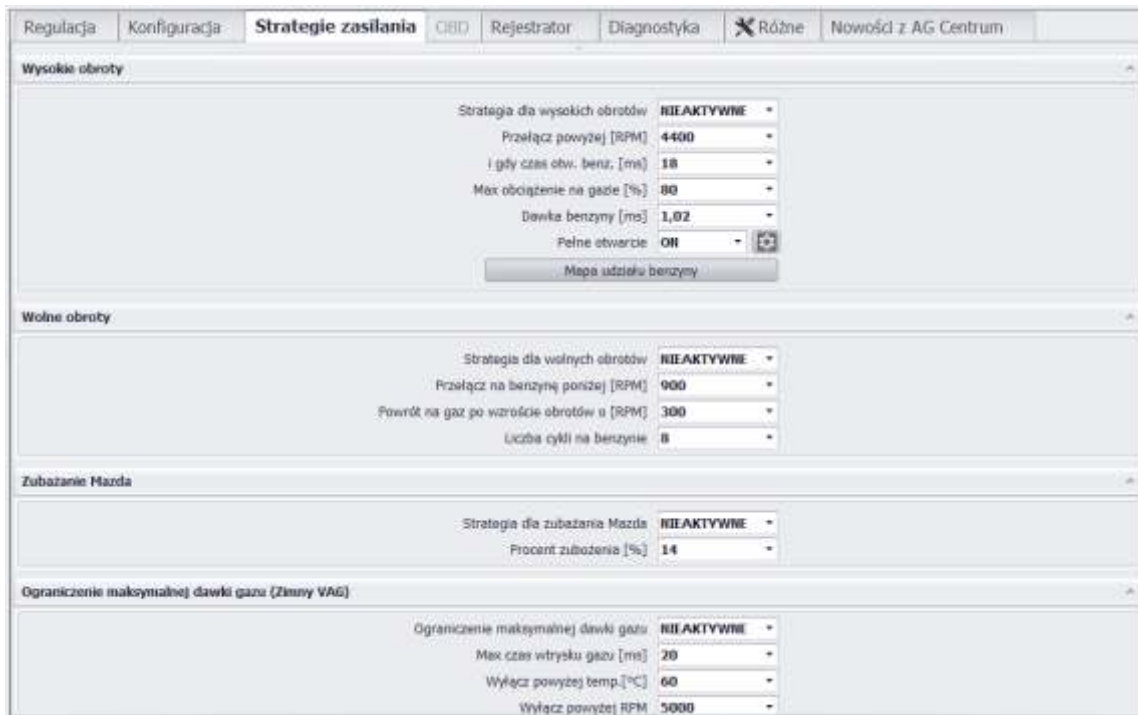 Regulacja Konfiguracja Strategie zasilania OBD Rejestrator Diagnostyka Różne Nowości z AG Centrum
Wysokie obroty
Strategia dla wysokich obrotów NIEAKTYWNE
Przełącz powyżej [RPM] 4400
i gdy czas otw. benz. [ms] 18
Max obciążenie na gazie [%] 80
Dawka benzyny [ms] 1,02
Pełne otwarcie ON
Mapa udziału benzyny
Wolne obroty
Strategia dla wolnych obrotów NIEAKTYWNE
Przełącz na benzynę poniżej [RPM] 900
Powrót na gaz po wzroście obrotów o [RPM] 300
Liczba cykli na benzynie 8
Zubażanie Mazda
Strategia dla zubażania Mazda NIEAKTYWNE
Procent zubożenia [%] 14
Ograniczenie maksymalnej dawki gazu (Zimny VAG)
Ograniczenie maksymalnej dawki gazu NIEAKTYWNE
Max czas wtrysku gazu [ms] 20
Wyłącz powyżej temp.[°C] 60
Wyłącz powyżej RPM 5000